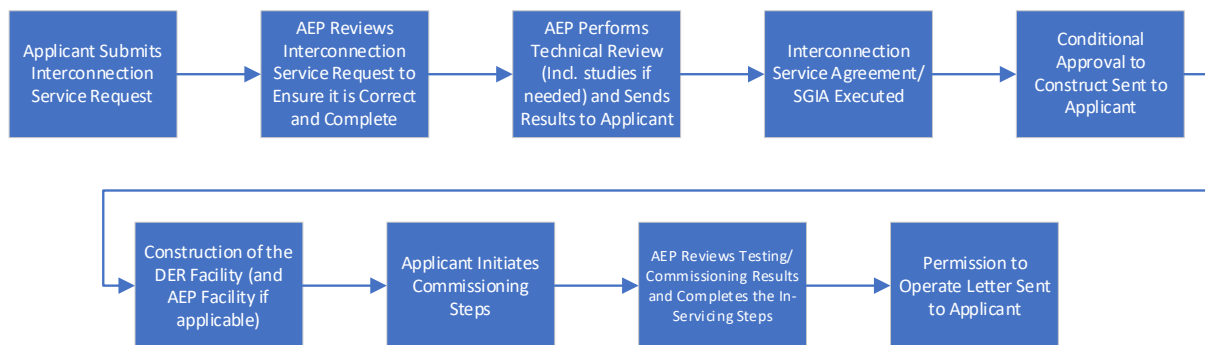 Applicant Submits
Interconnection
Service Request
AEP Reviews
Interconnection
Service Request to
Ensure it is Correct
and Complete
AEP Performs
Technical Review
(Incl. studies if
needed) and Sends
Results to Applicant
Interconnection
Service Agreement/
SGIA Executed
Conditional
Approval to
Construct Sent to
Applicant
Construction of the
DER Facility (and
AEP Facility if
applicable)
Applicant Initiates
Commissioning
Steps
AEP Reviews Testing/
Commissioning Results
and Completes the In-
Servicing Steps
Permission to
Operate Letter Sent
to Applicant